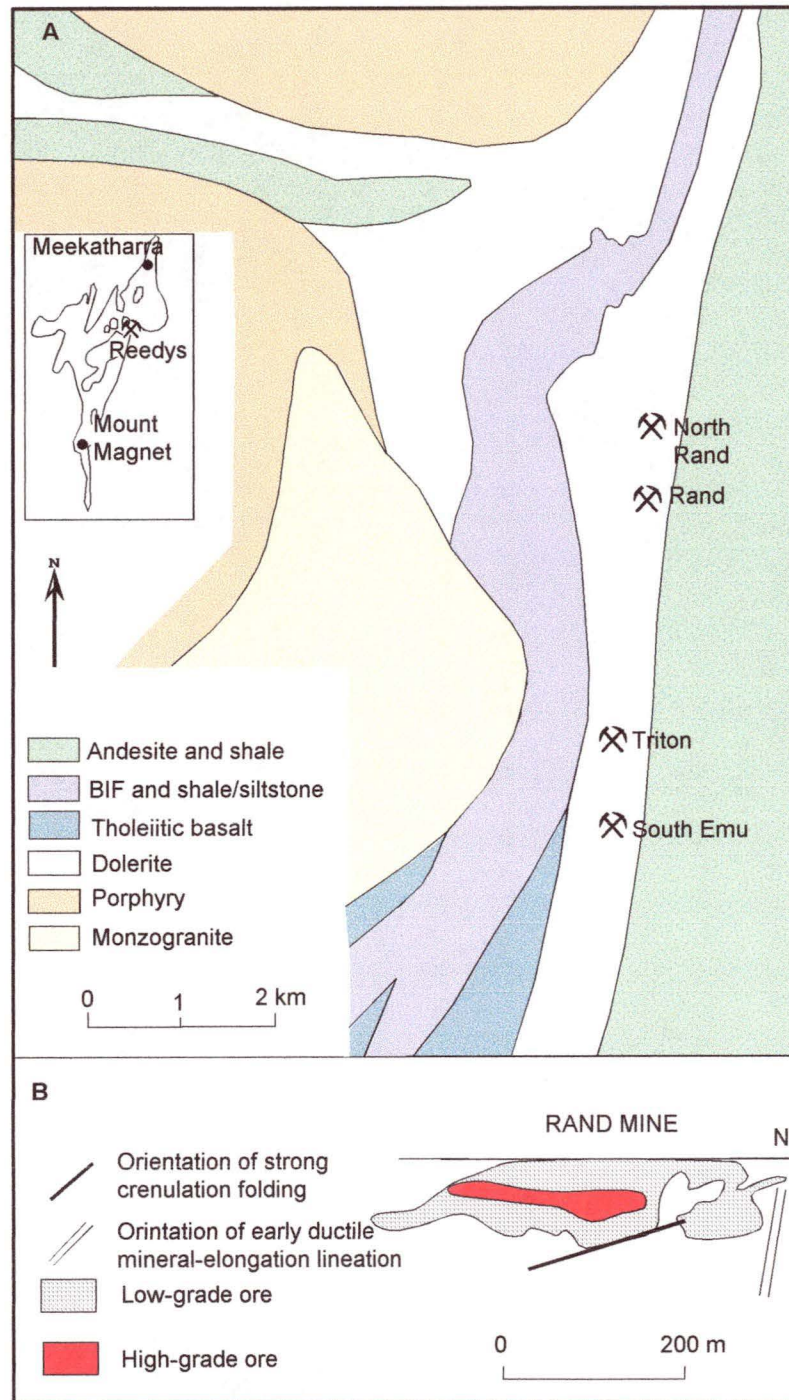 A
Meekatharra
Reedys
Mount
Magnet
North
Rand
Rand
N
Triton
South Emu
Andesite and shale
BIF and shale/siltstone
Tholeiitic basalt
Dolerite
Porphyry
Monzogranite
0 1 2 km
B
RAND MINE
N
Orientation of strong
crenulation folding
Orintation of early ductile
mineral-elongation lineation
Low-grade ore
High-grade ore
0 200 m